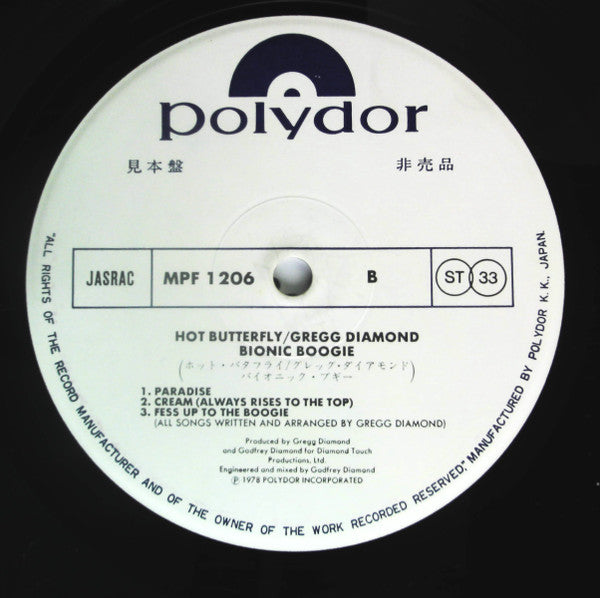 polydor
見本盤 非売品
JASRAC MPF 1206 B ST 33
HOT BUTTERFLY/GREGG DIAMOND
BIONIC BOOGIE
(ホット・バタフライ/グレッグ・ダイアモンド
バイオニック・ブギー)
1. PARADISE
2. CREAM (ALWAYS RISES TO THE TOP)
3. FESS UP TO THE BOOGIE
(ALL SONGS WRITTEN AND ARRANGED BY GREGG DIAMOND)
Produced by Gregg Diamond
and Godfrey Diamond for Diamond Touch
Productions, Ltd.
Engineered and mixed by Godfrey Diamond
Ⓟ 1978 POLYDOR INCORPORATED
"ALL RIGHTS OF THE RECORD MANUFACTURER AND OF THE OWNER OF THE WORK RECORDED RESERVED." MANUFACTURED BY POLYDOR K.K., JAPAN.